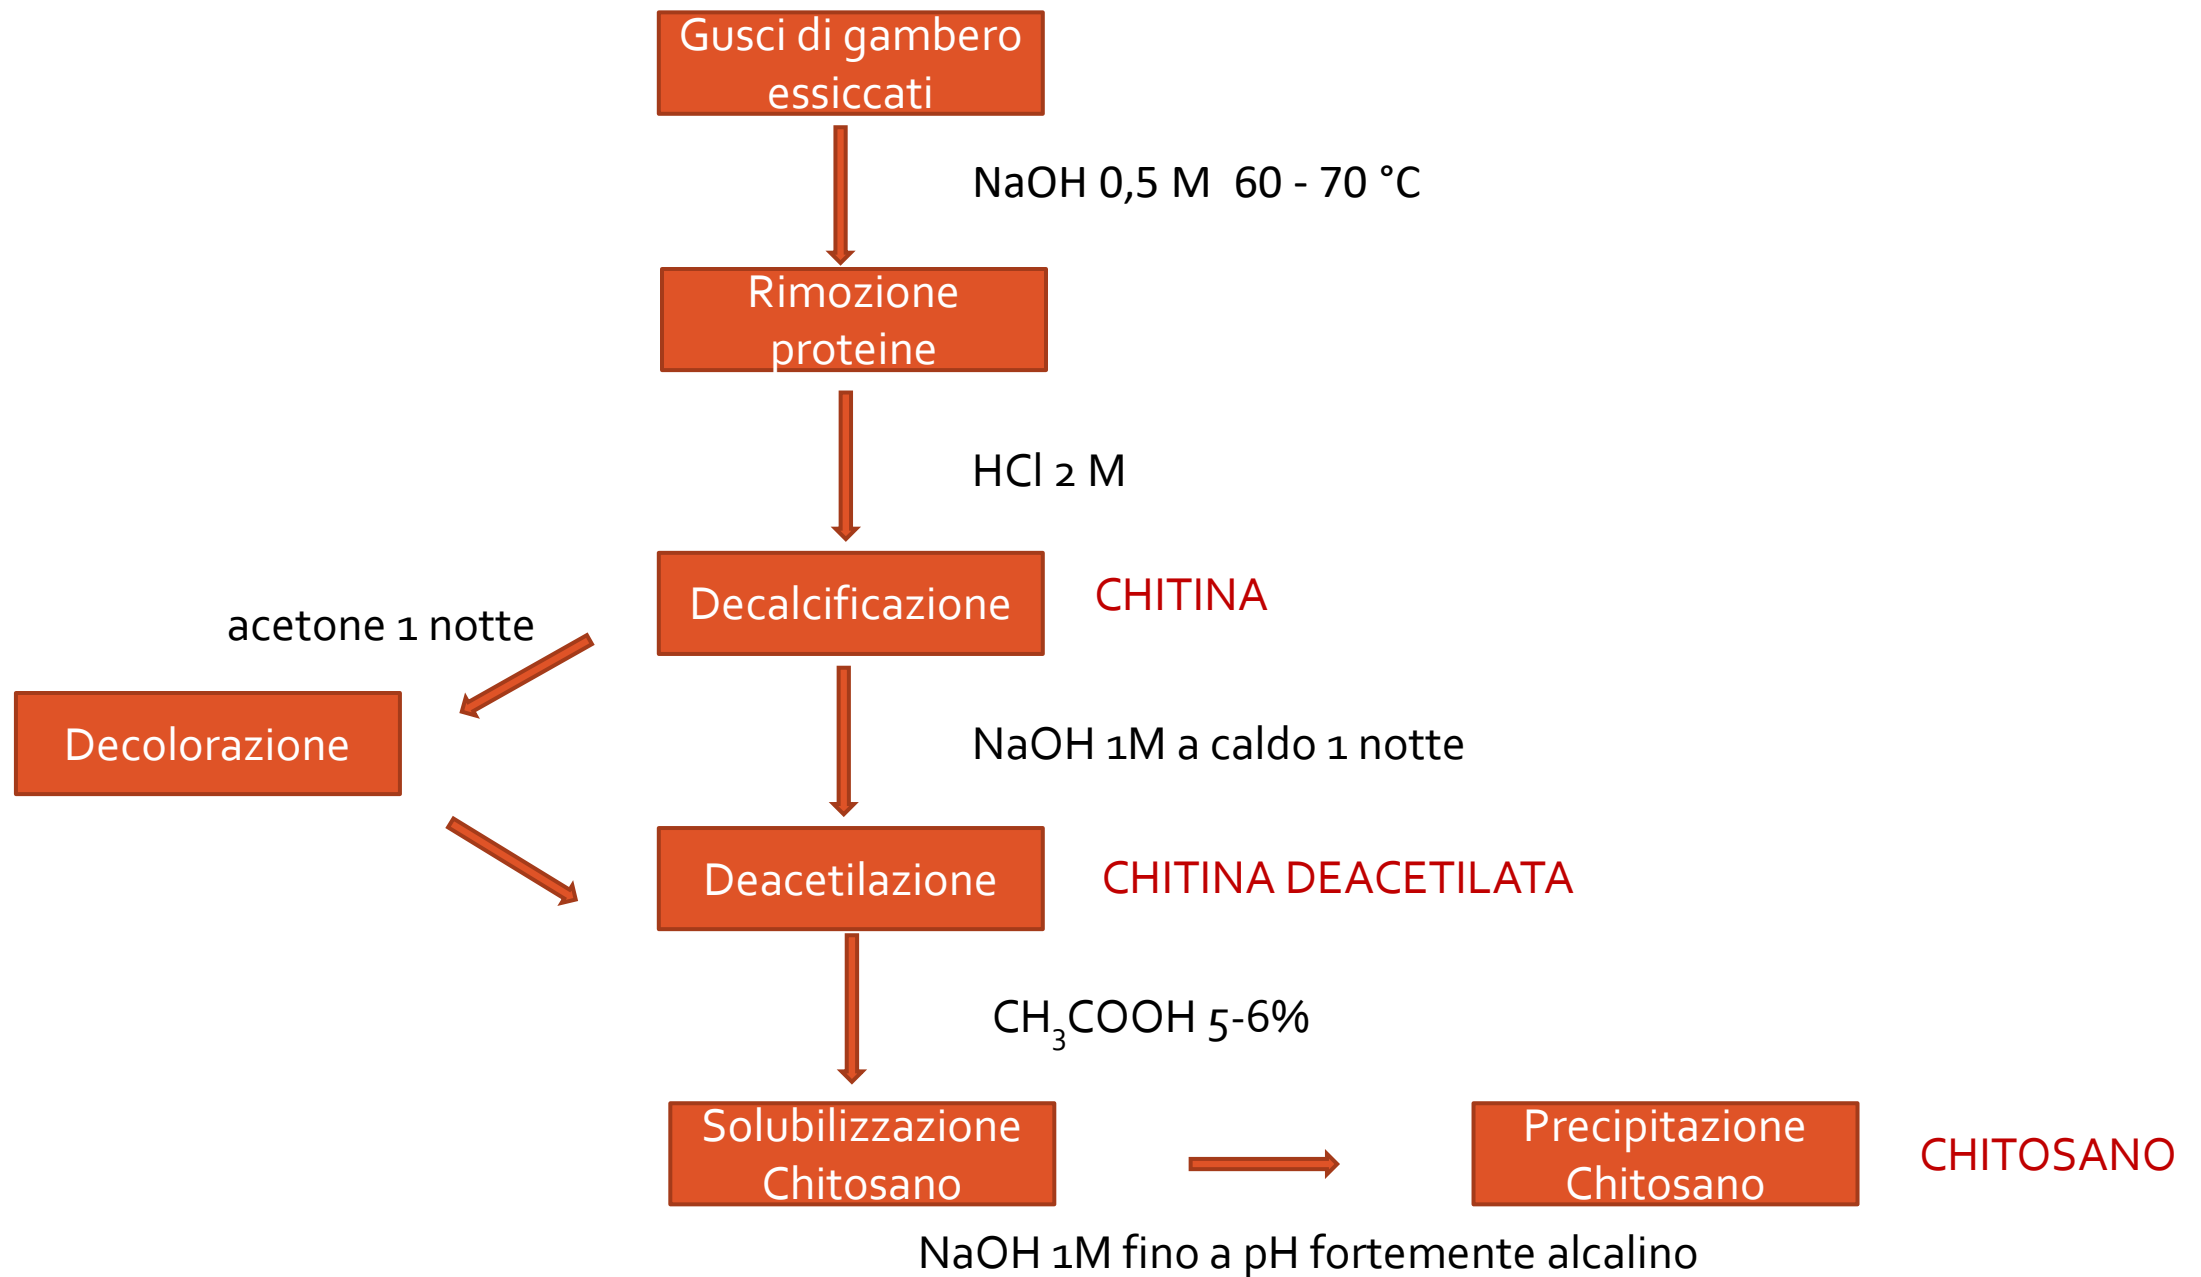 Gusci di gambero
essiccati
NaOH 0,5 M  60 - 70 °C
Rimozione
proteine
HCl 2 M
Decalcificazione
CHITINA
acetone 1 notte
Decolorazione
NaOH 1M a caldo 1 notte
Deacetilazione
CHITINA DEACETILATA
CH₃COOH 5-6%
Solubilizzazione
Chitosano
Precipitazione
Chitosano
CHITOSANO
NaOH 1M fino a pH fortemente alcalino